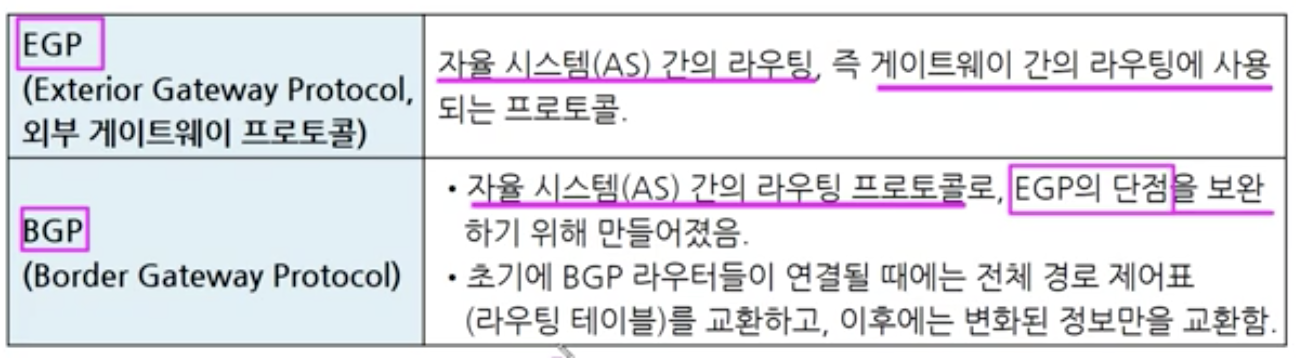 EGP
(Exterior Gateway Protocol,
외부 게이트웨이 프로토콜)
자율 시스템(AS) 간의 라우팅, 즉 게이트웨이 간의 라우팅에 사용
되는 프로토콜.
BGP
(Border Gateway Protocol)
• 자율 시스템(AS) 간의 라우팅 프로토콜로, EGP의 단점을 보완
하기 위해 만들어졌음.
• 초기에 BGP 라우터들이 연결될 때에는 전체 경로 제어표
(라우팅 테이블)를 교환하고, 이후에는 변화된 정보만을 교환함.